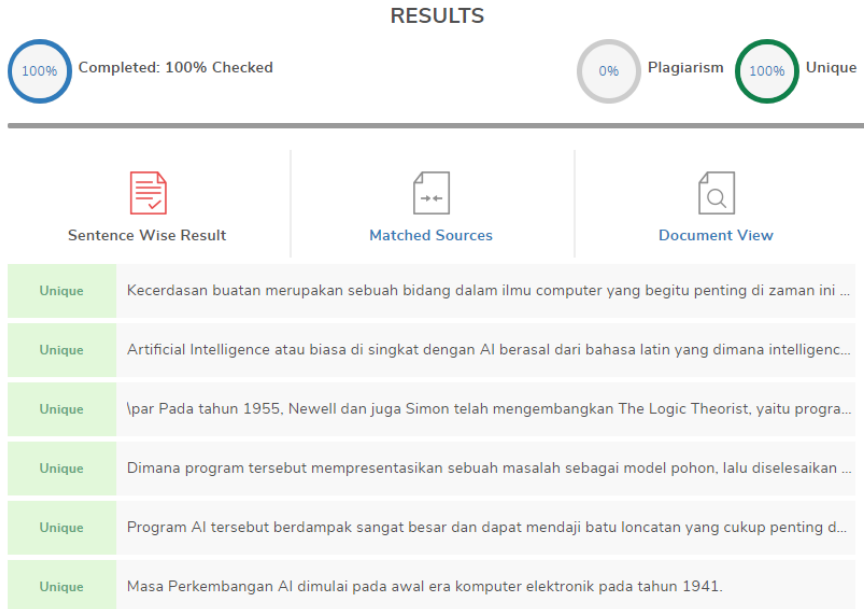 RESULTS
100% Completed: 100% Checked 0% Plagiarism 100% Unique
Sentence Wise Result Matched Sources Document View
Unique Kecerdasan buatan merupakan sebuah bidang dalam ilmu computer yang begitu penting di zaman ini ...
Unique Artificial Intelligence atau biasa di singkat dengan AI berasal dari bahasa latin yang dimana intelligenc...
Unique \par Pada tahun 1955, Newell dan juga Simon telah mengembangkan The Logic Theorist, yaitu progra...
Unique Dimana program tersebut mempresentasikan sebuah masalah sebagai model pohon, lalu diselesaikan ...
Unique Program AI tersebut berdampak sangat besar dan dapat mendaji batu loncatan yang cukup penting d...
Unique Masa Perkembangan AI dimulai pada awal era komputer elektronik pada tahun 1941.